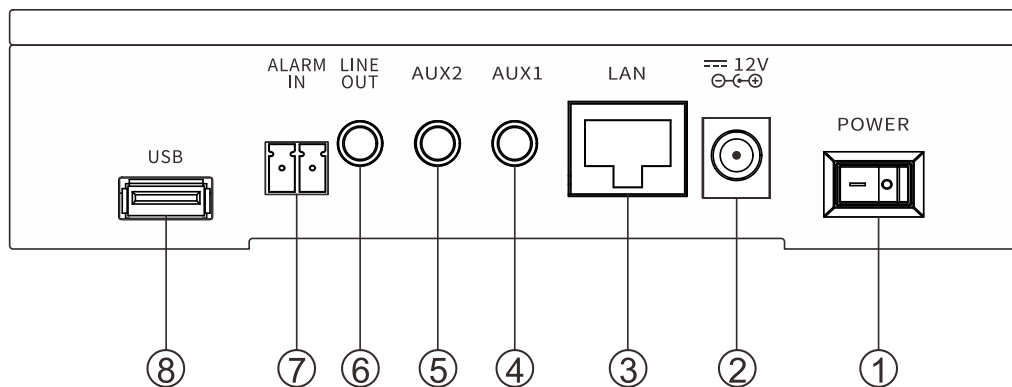 ALARM
IN
LINE
OUT
AUX2
AUX1
LAN
12V
POWER
USB
⑧
⑦
⑥
⑤
④
③
②
①